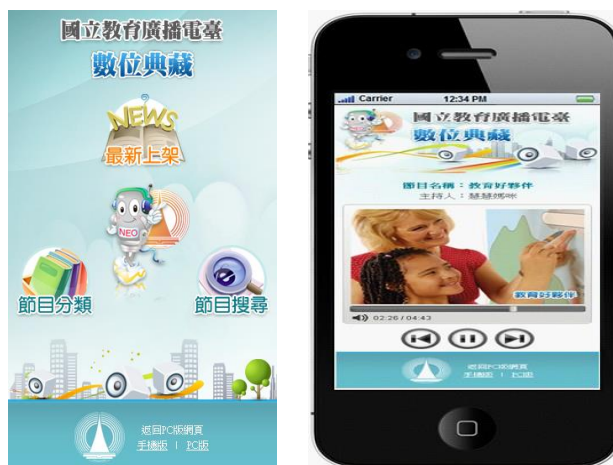 國立教育廣播電臺
數位典藏
NEWS
最新上架
NEO
節目分類
節目搜尋
返回PC版網頁
手機版 | PC版
Carrier
12:34 PM
國立教育廣播電臺
數位典藏
節目名稱：教育好夥伴
主持人：慧慧媽咪
教育好夥伴
02:26/04:43
返回PC版網頁
手機版 | PC版